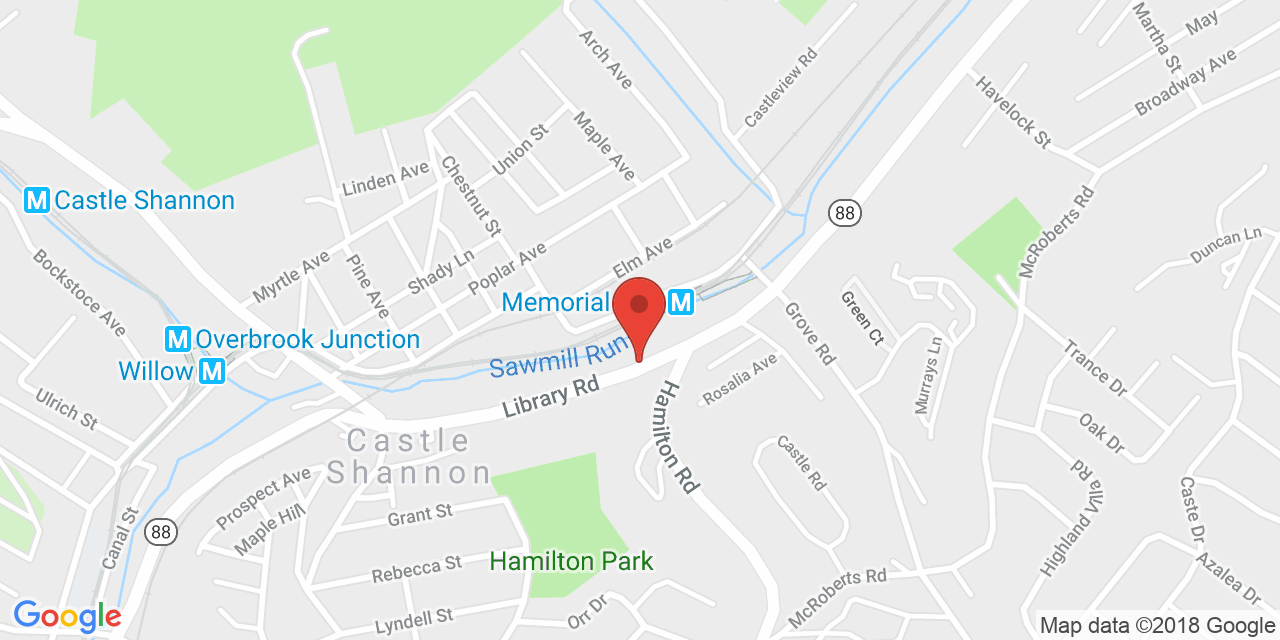 May
Martha St
Broadway Ave
Arch Ave
Castleview Rd
Havelock St
Maple Ave
Union St
Linden Ave
Chestnut St
Castle Shannon
88
McRoberts Rd
Duncan Ln
Bockstoce Ave
Myrtle Ave
Pine Ave
Shady Ln
Poplar Ave
Elm Ave
Memorial
Green Ct
Grove Rd
Overbrook Junction
Willow
Sawmill Run
Library Rd
Hamilton Rd
Rosalia Ave
Murrays Ln
Trance Dr
Oak Dr
Ulrich St
Castle
Shannon
Castle Rd
Highland Villa Rd
Caste Dr
Azalea Dr
Prospect Ave
Maple Hill
Canal St
88
Grant St
Rebecca St
Lyndell St
Hamilton Park
Orr Dr
McRoberts Rd
Google
Map data ©2018 Google